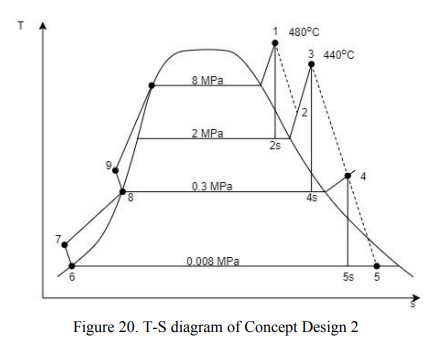 T
1 480°C
3 440°C
8 MPa
2
2 MPa
2s
9
4
0.3 MPa
8
4s
7
0.008 MPa
6
5s
5
s
Figure 20. T-S diagram of Concept Design 2